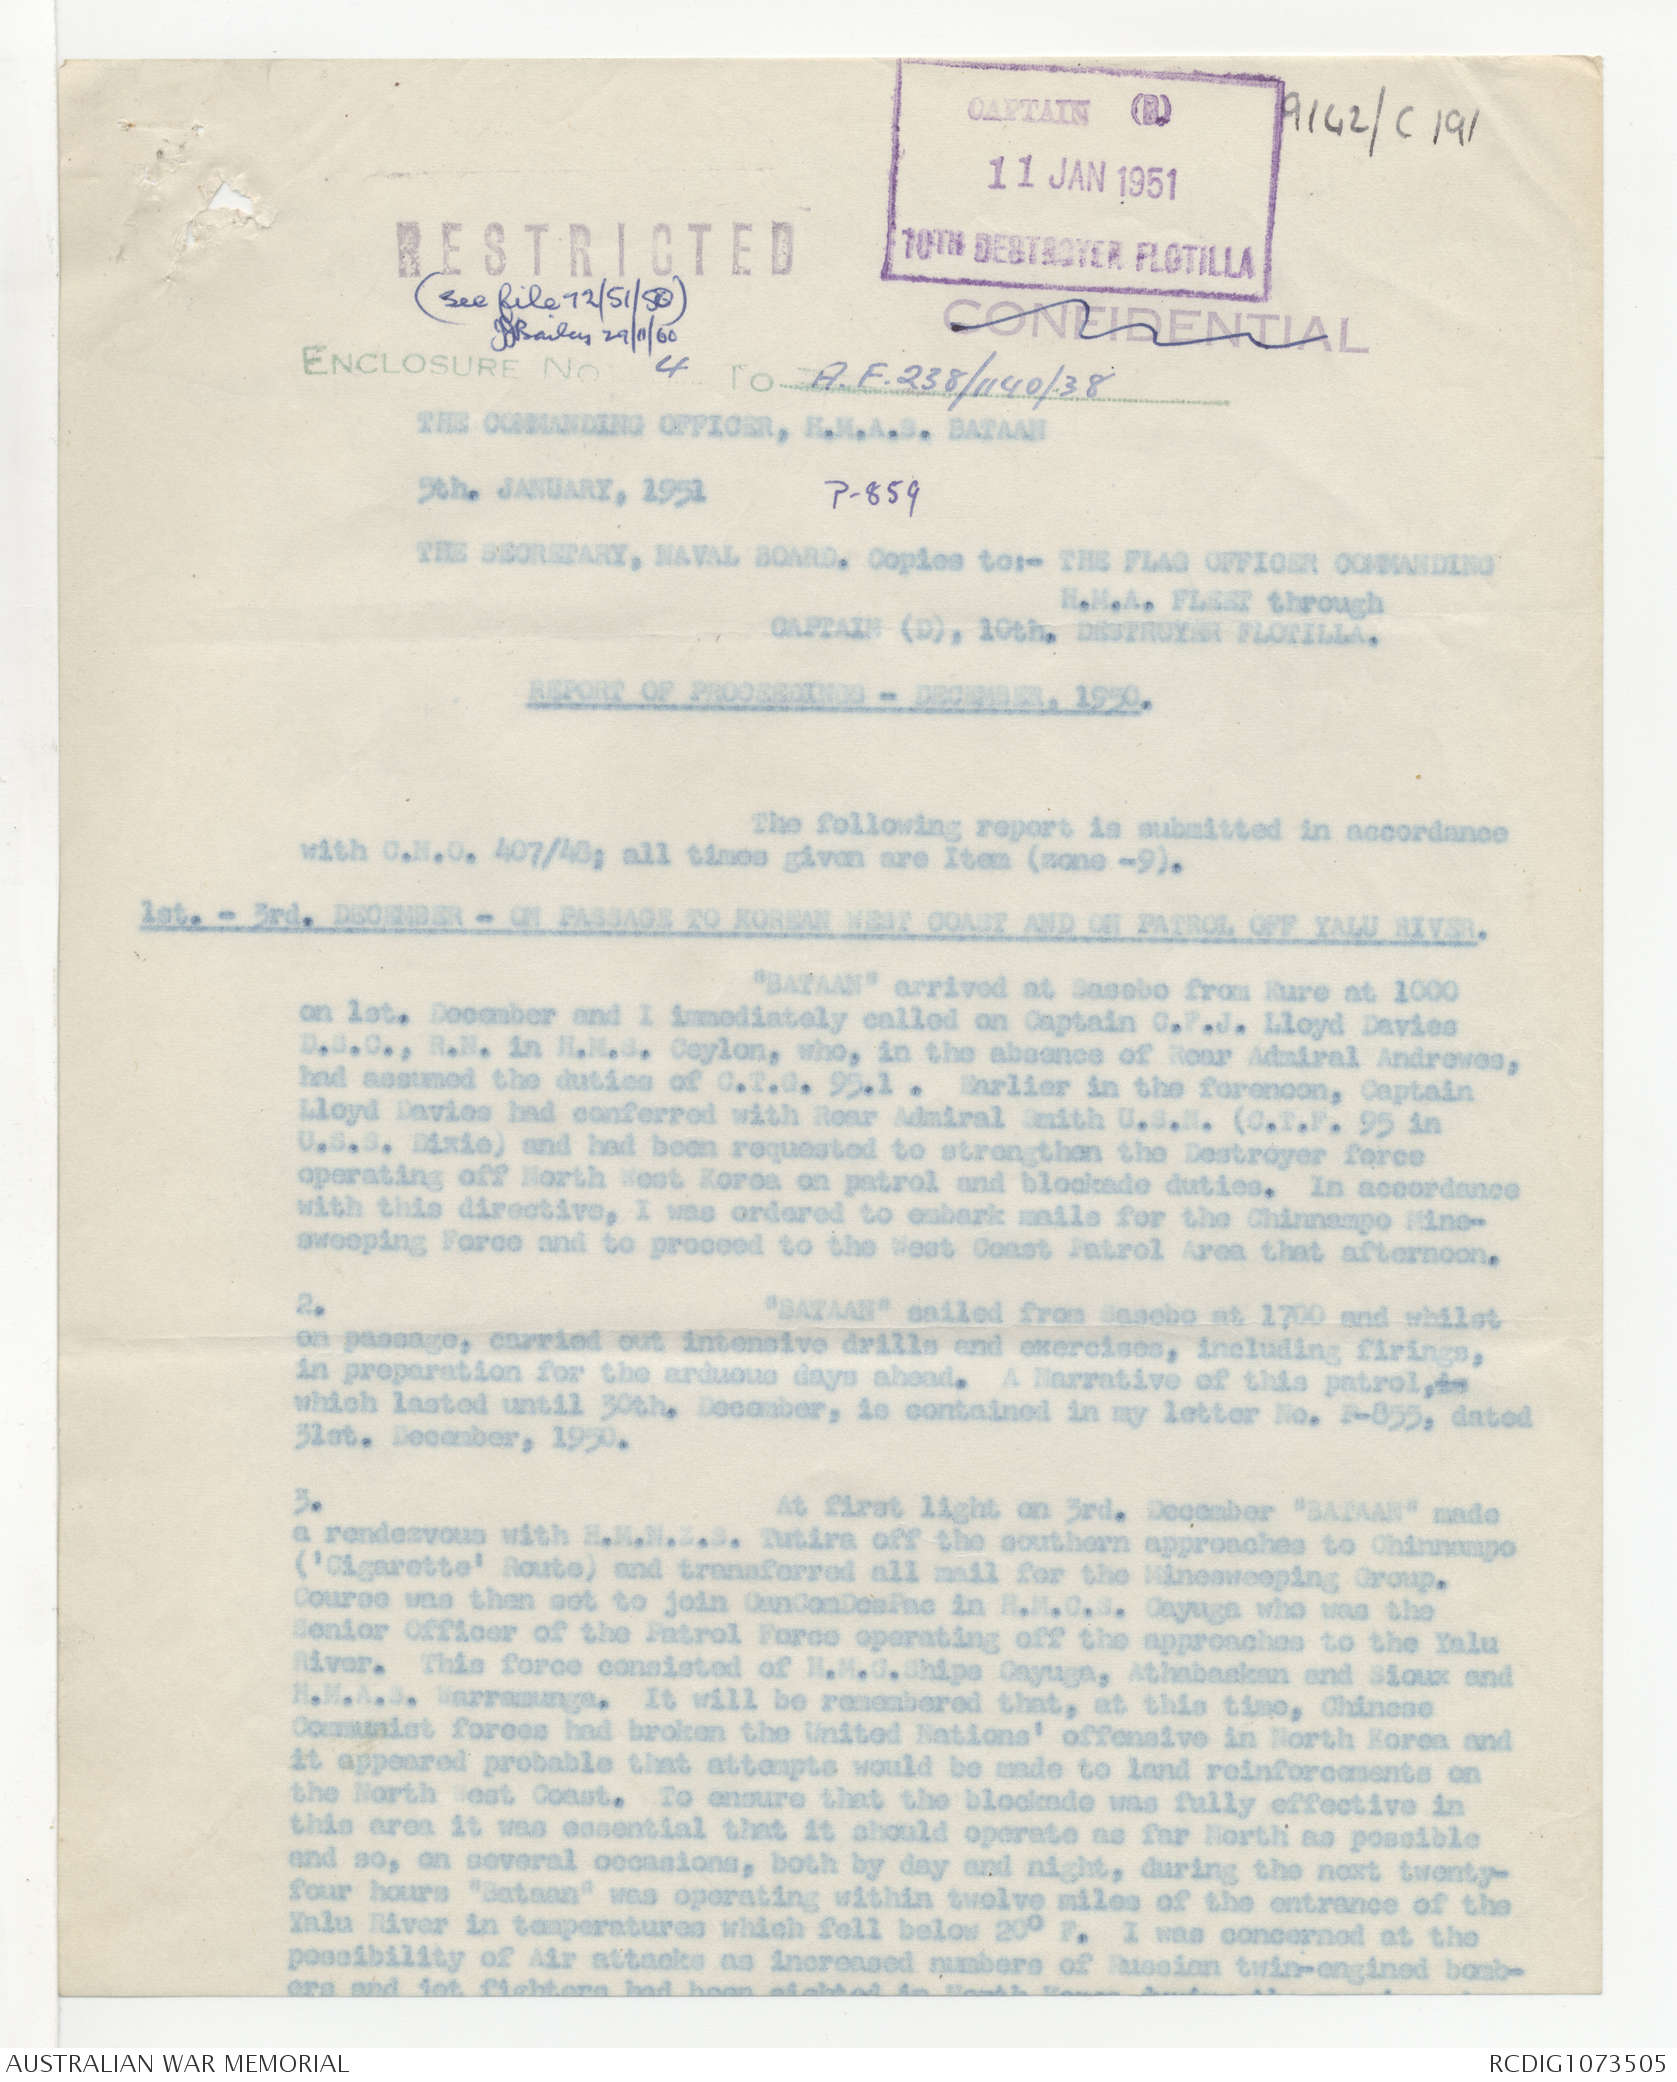 CAPTAIN (D)
11 JAN 1951
10TH DESTROYER FLOTILLA
9142/C 191
RESTRICTED
(see file 72/51/50)
29/11/60
CONFIDENTIAL
ENCLOSURE No 4 To A.F. 238/1140/38
THE COMMANDING OFFICER, H.M.A.S. BATAAN
5th. JANUARY, 1951 P-859
THE SECRETARY, NAVAL BOARD. Copies to:- THE FLAG OFFICER COMMANDING
H.M.A. FLEET through
CAPTAIN (D), 10th. DESTROYER FLOTILLA.
REPORT OF PROCEEDINGS - DECEMBER, 1950.
The following report is submitted in accordance
with C.N.O. 407/48; all times given are Item (zone -9).
1st. - 3rd. DECEMBER - ON PASSAGE TO KOREAN WEST COAST AND ON PATROL OFF YALU RIVER.
"BATAAN" arrived at Sasebo from Kure at 1000
on 1st. December and I immediately called on Captain C.F.J. Lloyd Davies
D.S.C., R.N. in H.M.S. Ceylon, who, in the absence of Rear Admiral Andrewes,
had assumed the duties of C.T.G. 95.1 . Earlier in the forenoon, Captain
Lloyd Davies had conferred with Rear Admiral Smith U.S.N. (C.T.F. 95 in
U.S.S. Dixie) and had been requested to strengthen the Destroyer force
operating off North West Korea on patrol and blockade duties. In accordance
with this directive, I was ordered to embark mails for the Chinnampo Mine-
sweeping Force and to proceed to the West Coast Patrol Area that afternoon.
2. "BATAAN" sailed from Sasebo at 1700 and whilst
on passage, carried out intensive drills and exercises, including firings,
in preparation for the arduous days ahead. A Narrative of this patrol,
which lasted until 30th. December, is contained in my letter No. P-855, dated
31st. December, 1950.
3. At first light on 3rd. December "BATAAN" made
a rendezvous with H.M.N.Z.S. Tutira off the southern approaches to Chinnampo
('Cigarette' Route) and transferred all mail for the Minesweeping Group.
Course was then set to join CanComDesPac in H.M.C.S. Cayuga who was the
Senior Officer of the Patrol Force operating off the approaches to the Yalu
River. This force consisted of H.M.C.Ships Cayuga, Athabaskan and Sioux and
H.M.A.S. Warramunga. It will be remembered that, at this time, Chinese
Communist forces had broken the United Nations' offensive in North Korea and
it appeared probable that attempts would be made to land reinforcements on
the North West Coast. To ensure that the blockade was fully effective in
this area it was essential that it should operate as far North as possible
and so, on several occasions, both by day and night, during the next twenty-
four hours "Bataan" was operating within twelve miles of the entrance of the
Yalu River in temperatures which fell below 20° F. I was concerned at the
possibility of Air attacks as increased numbers of Russian twin-engined bomb-
ers and jet fighters had been sighted in North Korea
AUSTRALIAN WAR MEMORIAL
RCDIG1073505